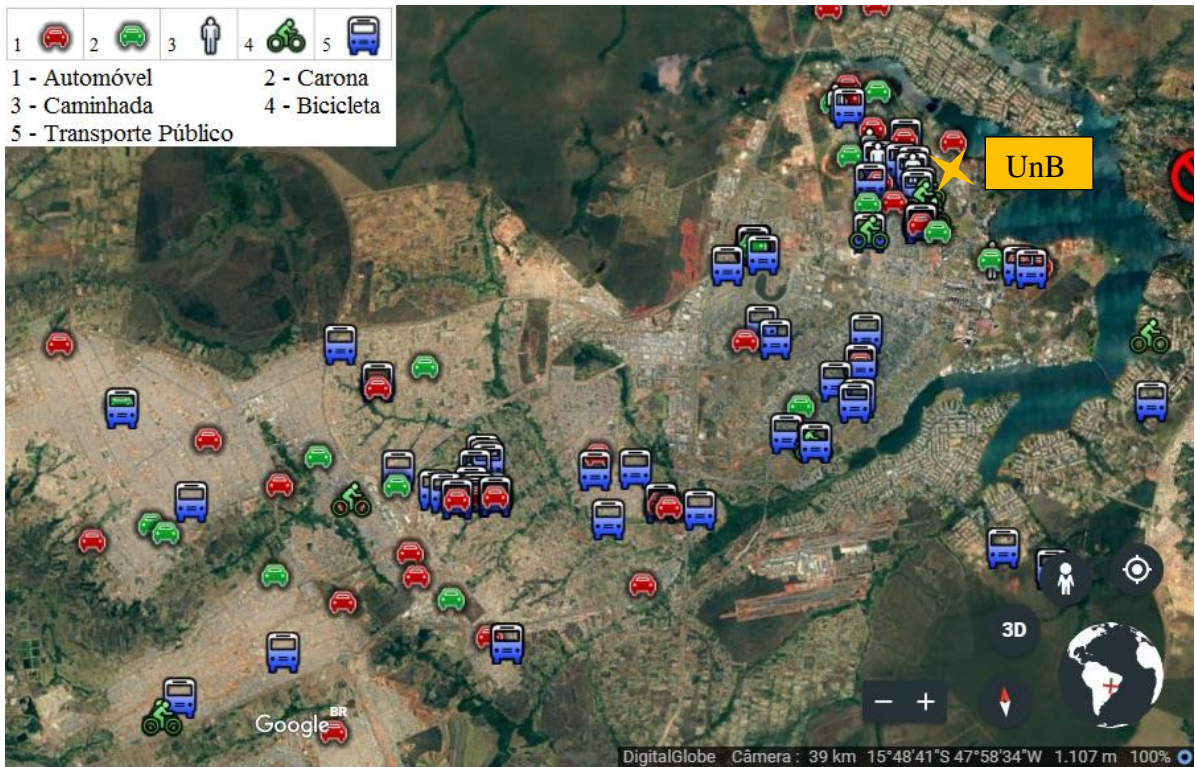 1 2 3 4 5
1 - Automóvel 2 - Carona
3 - Caminhada 4 - Bicicleta
5 - Transporte Público
UnB
3D
Google
BR
DigitalGlobe Câmera : 39 km 15°48'41"S 47°58'34"W 1.107 m 100%